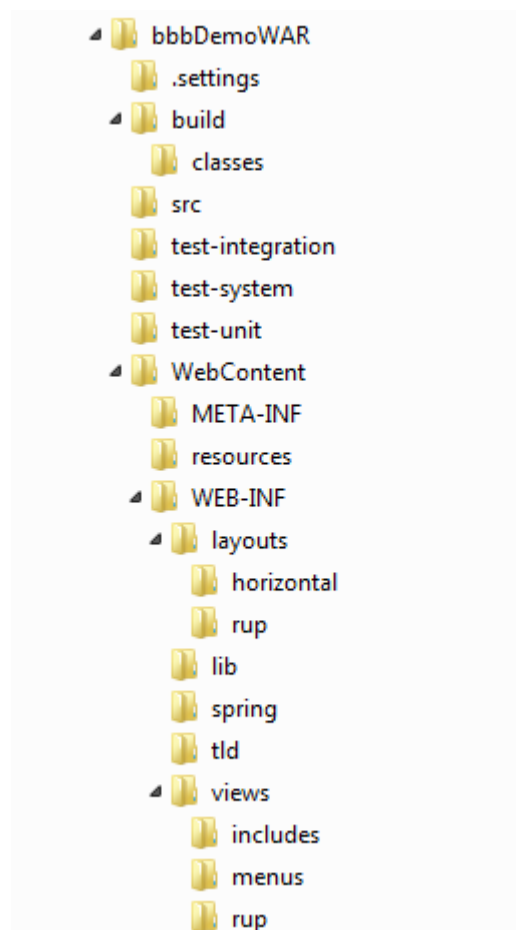 bbbDemoWAR
.settings
build
classes
src
test-integration
test-system
test-unit
WebContent
META-INF
resources
WEB-INF
layouts
horizontal
rup
lib
spring
tld
views
includes
menus
rup